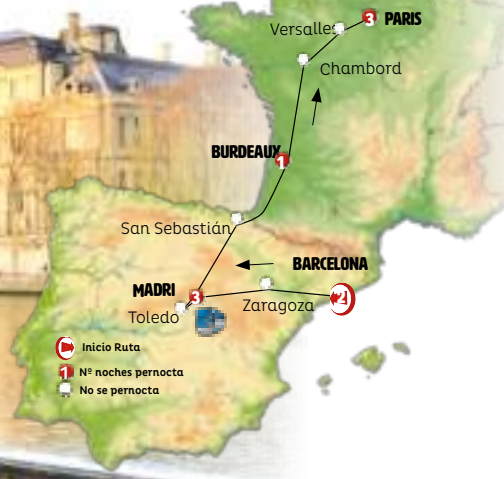 Versalles
3 PARIS
Chambord
BURDEAUX
1
San Sebastián
BARCELONA
MADRI
3
2
Zaragoza
Toledo
Inicio Ruta
1 Nº noches pernocta
No se pernocta